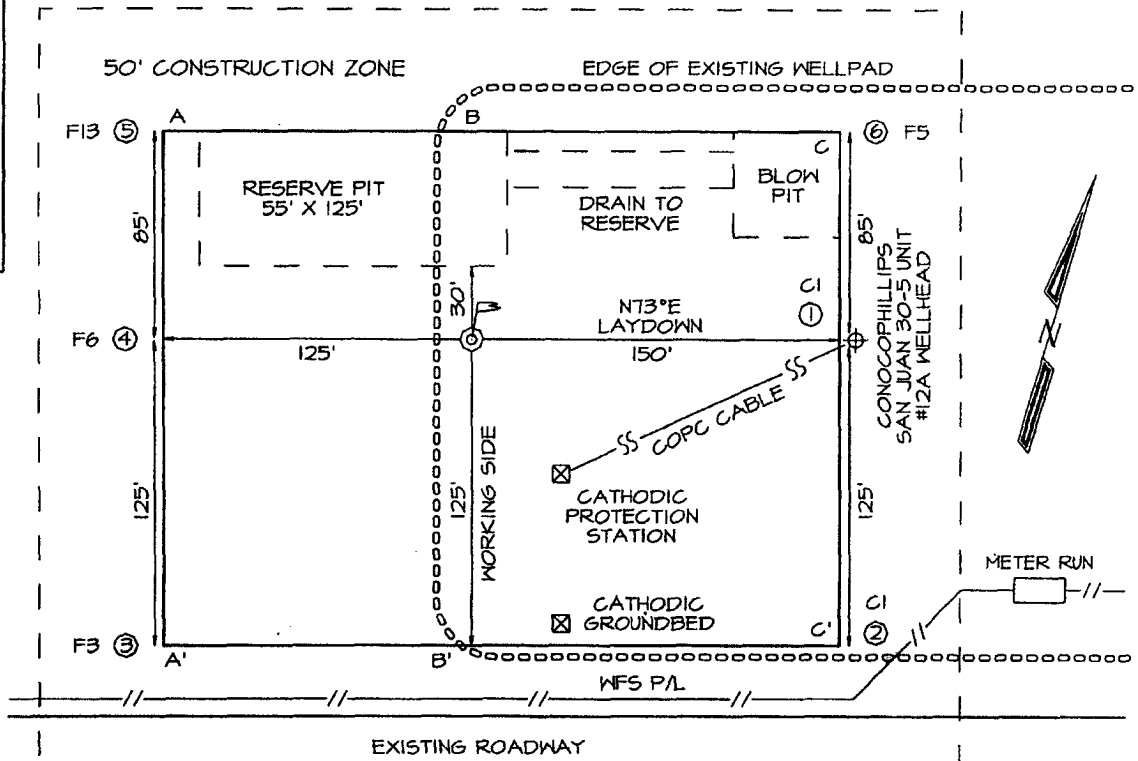 50' CONSTRUCTION ZONE
EDGE OF EXISTING WELLPAD
A
B
F13 ⑤
⑥ F5
C
RESERVE PIT
55' X 125'
BLOW
PIT
DRAIN TO
RESERVE
85'
85'
30'
C1
①
N73°E
LAYDOWN
F6 ④
125'
150'
CONOCOPHILLIPS
SAN JUAN 30-5 UNIT
#12A WELLHEAD
N
SS
SS
COPC CABLE
125'
125'
WORKING SIDE
125'
CATHODIC
PROTECTION
STATION
METER RUN
CATHODIC
GROUNDBED
C1
②
F3 ③
A'
B'
C'
WFS P/L
EXISTING ROADWAY